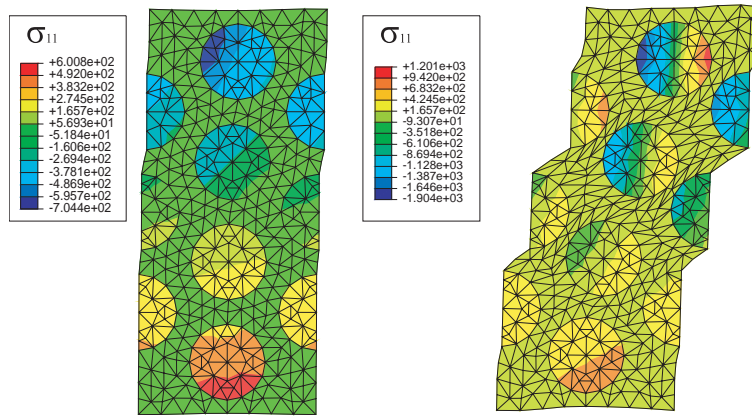 σ11
+6.008e+02
+4.920e+02
+3.832e+02
+2.745e+02
+1.657e+02
+5.693e+01
-5.184e+01
-1.606e+02
-2.694e+02
-3.781e+02
-4.869e+02
-5.957e+02
-7.044e+02
σ11
+1.201e+03
+9.420e+02
+6.832e+02
+4.245e+02
+1.657e+02
-9.307e+01
-3.518e+02
-6.106e+02
-8.694e+02
-1.128e+03
-1.387e+03
-1.646e+03
-1.904e+03